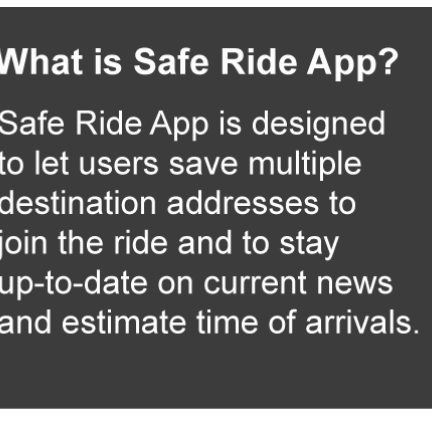 What is Safe Ride App?
Safe Ride App is designed
to let users save multiple
destination addresses to
join the ride and to stay
up-to-date on current news
and estimate time of arrivals.